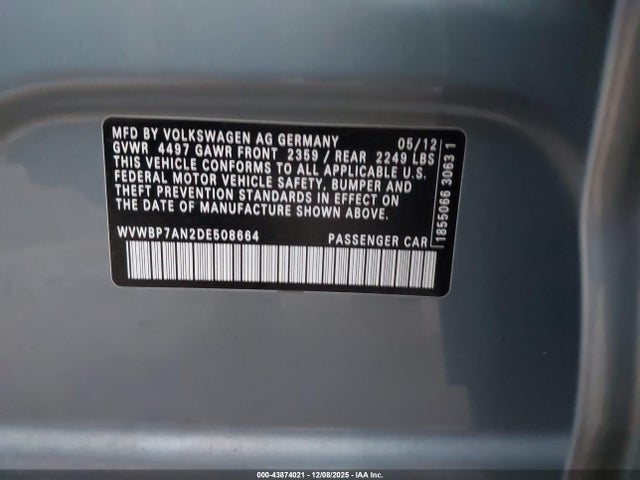 MFD BY VOLKSWAGEN AG GERMANY 05/12
GVWR 4497 GAWR FRONT 2359 / REAR 2249 LBS
THIS VEHICLE CONFORMS TO ALL APPLICABLE U.S.
FEDERAL MOTOR VEHICLE SAFETY, BUMPER AND
THEFT PREVENTION STANDARDS IN EFFECT ON
THE DATE OF MANUFACTURE SHOWN ABOVE.
WVWBP7AN2DE508664 PASSENGER CAR
1855066 3063 1
000-43874021 - 12/08/2025 - IAA Inc.